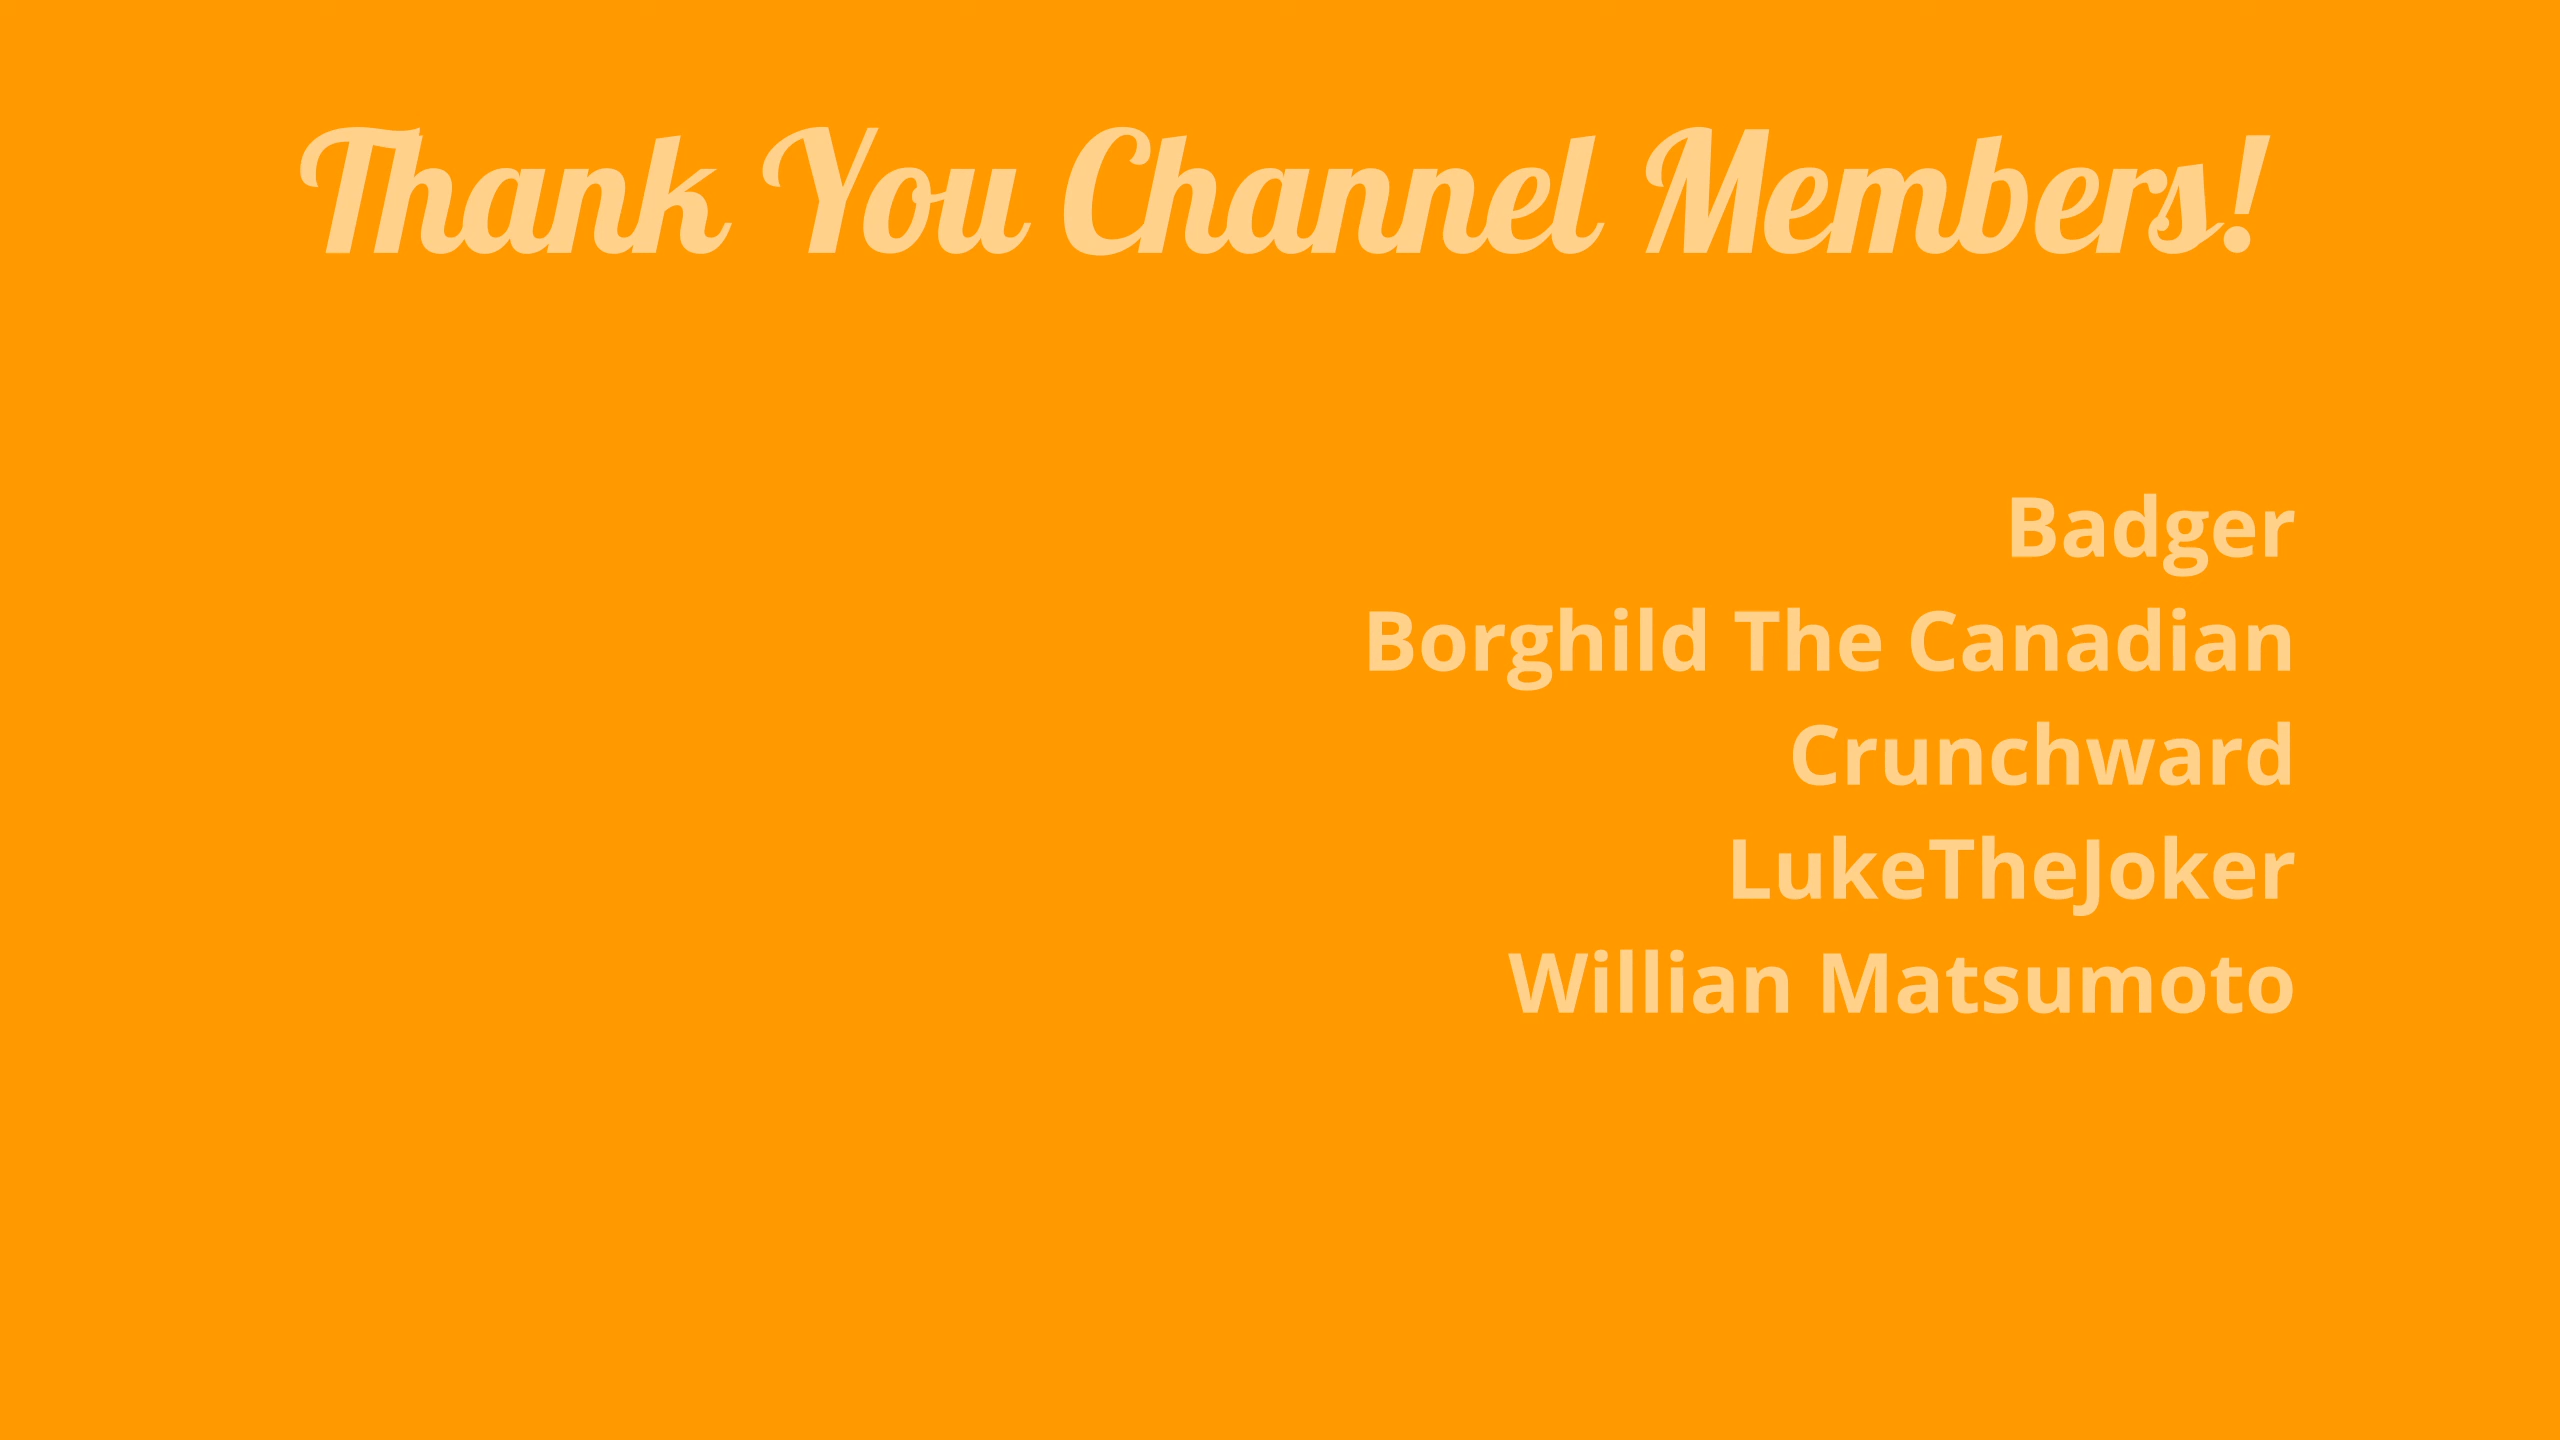 Thank You Channel Members!
Badger
Borghild The Canadian
Crunchward
LukeTheJoker
Willian Matsumoto